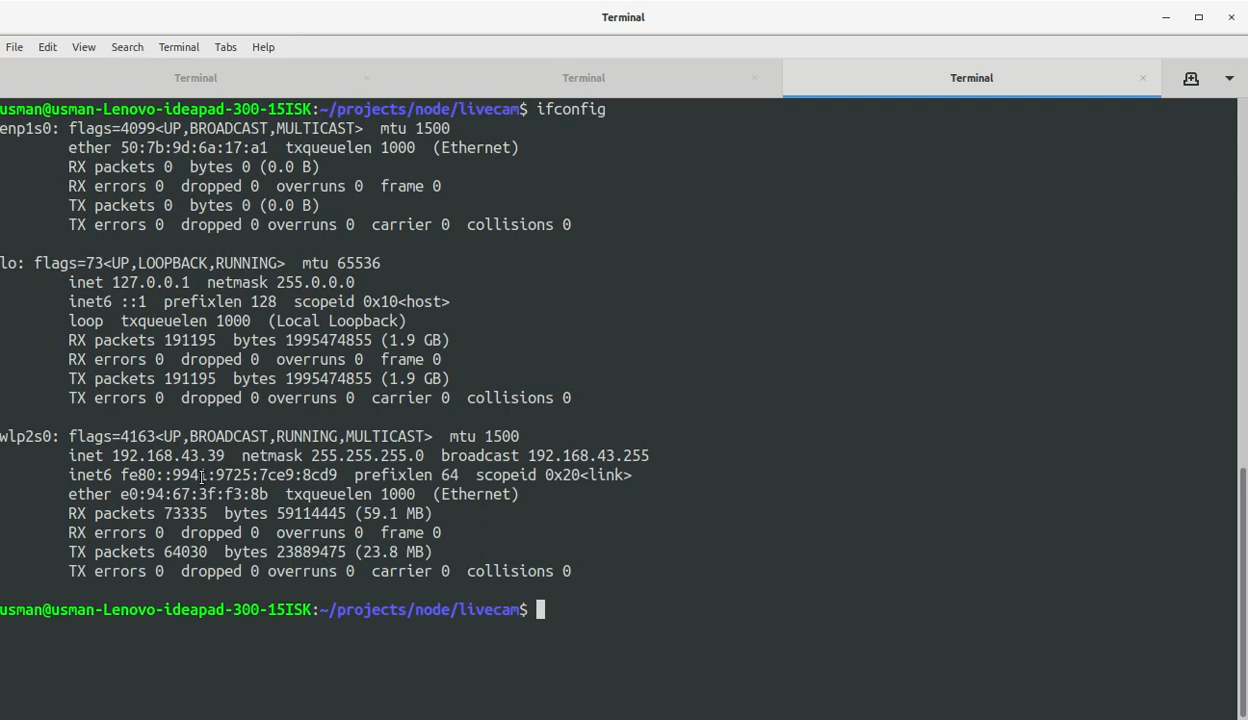 Terminal
File Edit View Search Terminal Tabs Help
Terminal Terminal Terminal
usman@usman-Lenovo-ideapad-300-15ISK:~/projects/node/livecam$ ifconfig
enp1s0: flags=4099<UP,BROADCAST,MULTICAST>  mtu 1500
        ether 50:7b:9d:6a:17:a1  txqueuelen 1000  (Ethernet)
        RX packets 0  bytes 0 (0.0 B)
        RX errors 0  dropped 0  overruns 0  frame 0
        TX packets 0  bytes 0 (0.0 B)
        TX errors 0  dropped 0 overruns 0  carrier 0  collisions 0
lo: flags=73<UP,LOOPBACK,RUNNING>  mtu 65536
        inet 127.0.0.1  netmask 255.0.0.0
        inet6 ::1  prefixlen 128  scopeid 0x10<host>
        loop  txqueuelen 1000  (Local Loopback)
        RX packets 191195  bytes 1995474855 (1.9 GB)
        RX errors 0  dropped 0  overruns 0  frame 0
        TX packets 191195  bytes 1995474855 (1.9 GB)
        TX errors 0  dropped 0 overruns 0  carrier 0  collisions 0
wlp2s0: flags=4163<UP,BROADCAST,RUNNING,MULTICAST>  mtu 1500
        inet 192.168.43.39  netmask 255.255.255.0  broadcast 192.168.43.255
        inet6  prefixlen 64  scopeid 0x20<link>
        ether e0:94:67:3f:f3:8b  txqueuelen 1000  (Ethernet)
        RX packets 73335  bytes 59114445 (59.1 MB)
        RX errors 0  dropped 0  overruns 0  frame 0
        TX packets 64030  bytes 23889475 (23.8 MB)
        TX errors 0  dropped 0 overruns 0  carrier 0  collisions 0
usman@usman-Lenovo-ideapad-300-15ISK:~/projects/node/livecam$